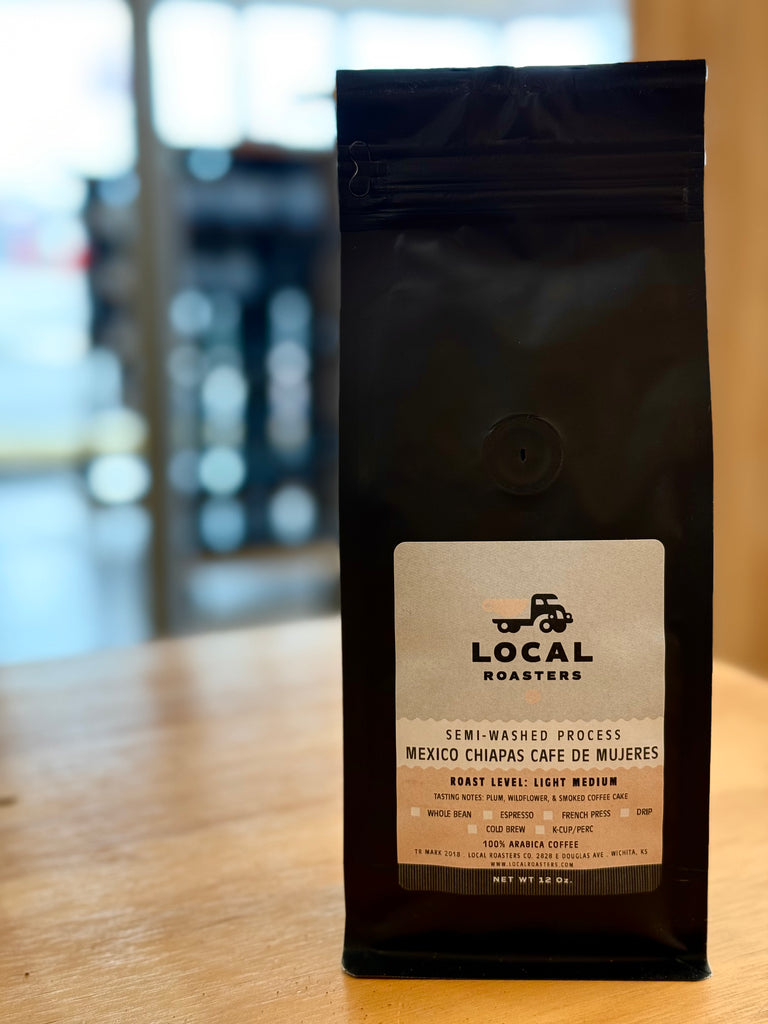 LOCAL
ROASTERS
SEMI-WASHED PROCESS
MEXICO CHIAPAS CAFE DE MUJERES
ROAST LEVEL: LIGHT MEDIUM
TASTING NOTES: PLUM, WILDFLOWER, & SMOKED COFFEE CAKE
WHOLE BEAN ESPRESSO FRENCH PRESS DRIP
COLD BREW K-CUP/PERC
100% ARABICA COFFEE
TR MARK 2018 . LOCAL ROASTERS CO. 2828 E DOUGLAS AVE . WICHITA, KS
WWW.LOCALROASTERS.COM
NET WT 12 Oz.